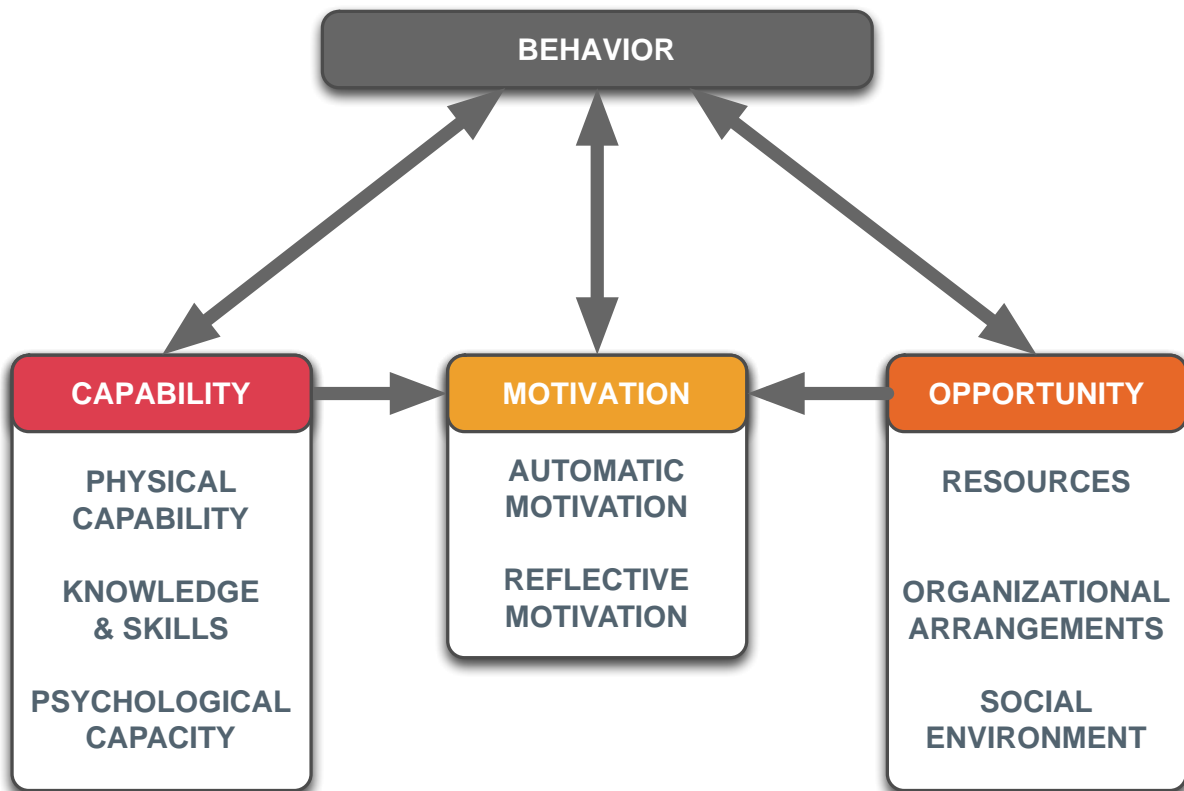 BEHAVIOR
CAPABILITY
PHYSICAL
CAPABILITY
KNOWLEDGE
& SKILLS
PSYCHOLOGICAL
CAPACITY
MOTIVATION
AUTOMATIC
MOTIVATION
REFLECTIVE
MOTIVATION
OPPORTUNITY
RESOURCES
ORGANIZATIONAL
ARRANGEMENTS
SOCIAL
ENVIRONMENT